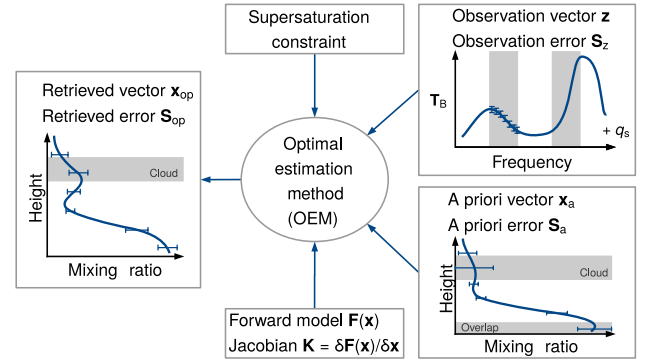 Supersaturation
constraint
Observation vector z
Observation error Sz
TB
+ qs
Frequency
Retrieved vector xop
Retrieved error Sop
Cloud
Height
Mixing ratio
Optimal
estimation
method
(OEM)
A priori vector xa
A priori error Sa
Cloud
Height
Overlap
Mixing ratio
Forward model F(x)
Jacobian K = δF(x)/δx